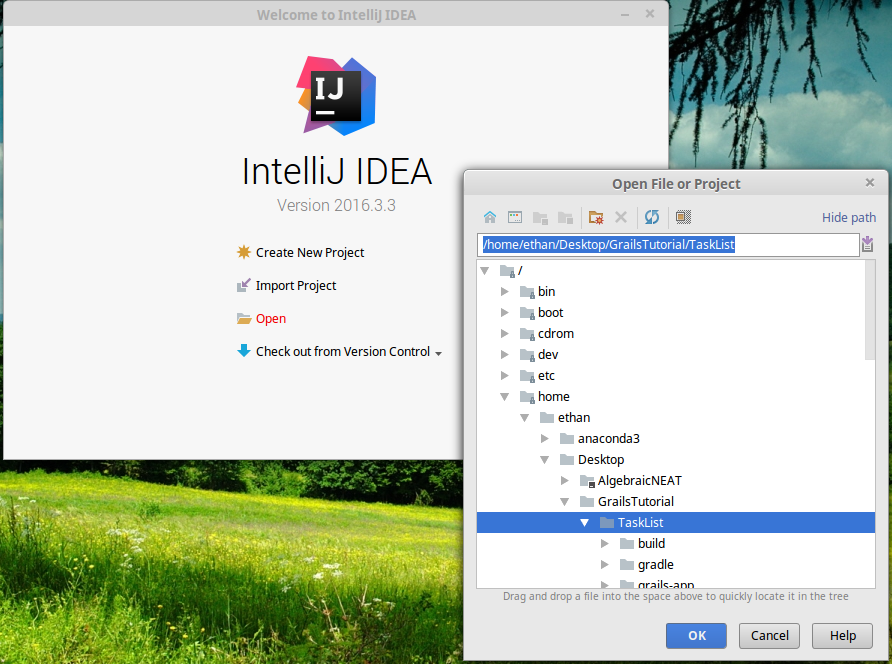 Welcome to IntelliJ IDEA
IJ
IntelliJ IDEA
Version 2016.3.3
Create New Project
Import Project
Open
Check out from Version Control
Open File or Project
Hide path
/home/ethan/Desktop/GrailsTutorial/TaskList
/
bin
boot
cdrom
dev
etc
home
ethan
anaconda3
Desktop
AlgebraicNEAT
GrailsTutorial
TaskList
build
gradle
grails-app
Drag and drop a file into the space above to quickly locate it in the tree
OK
Cancel
Help